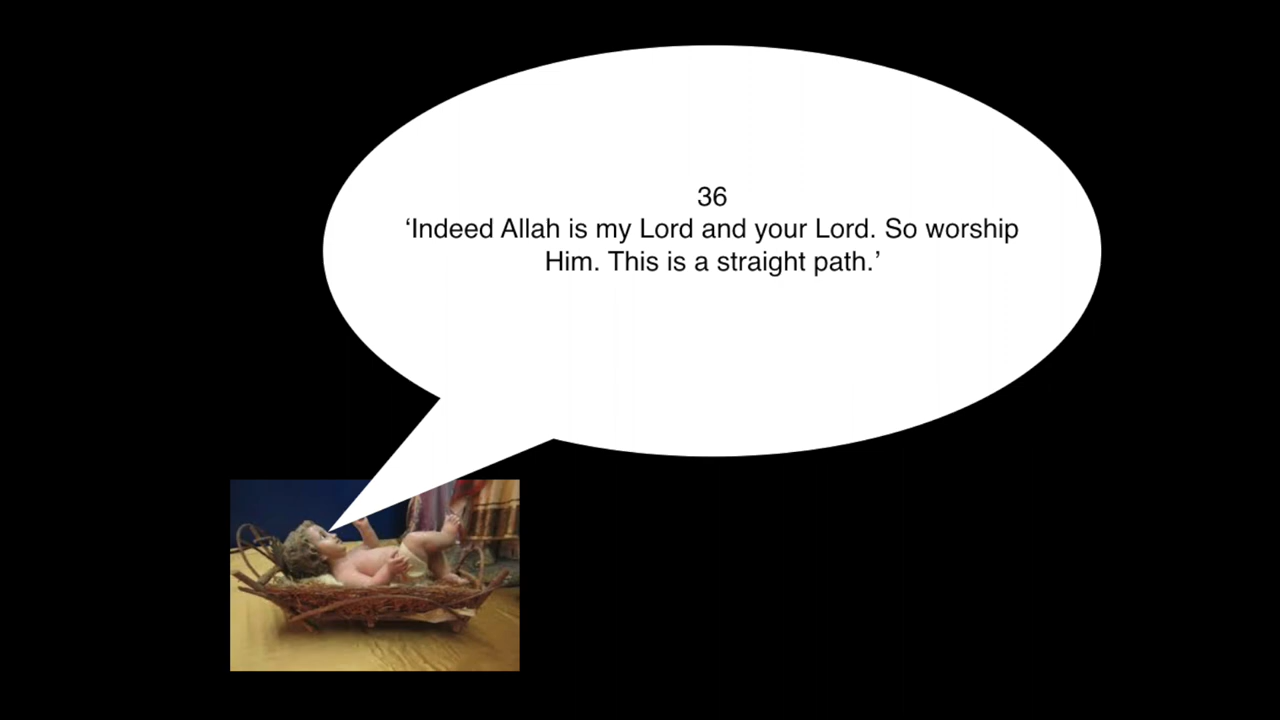 36
‘Indeed Allah is my Lord and your Lord. So worship
Him. This is a straight path.’